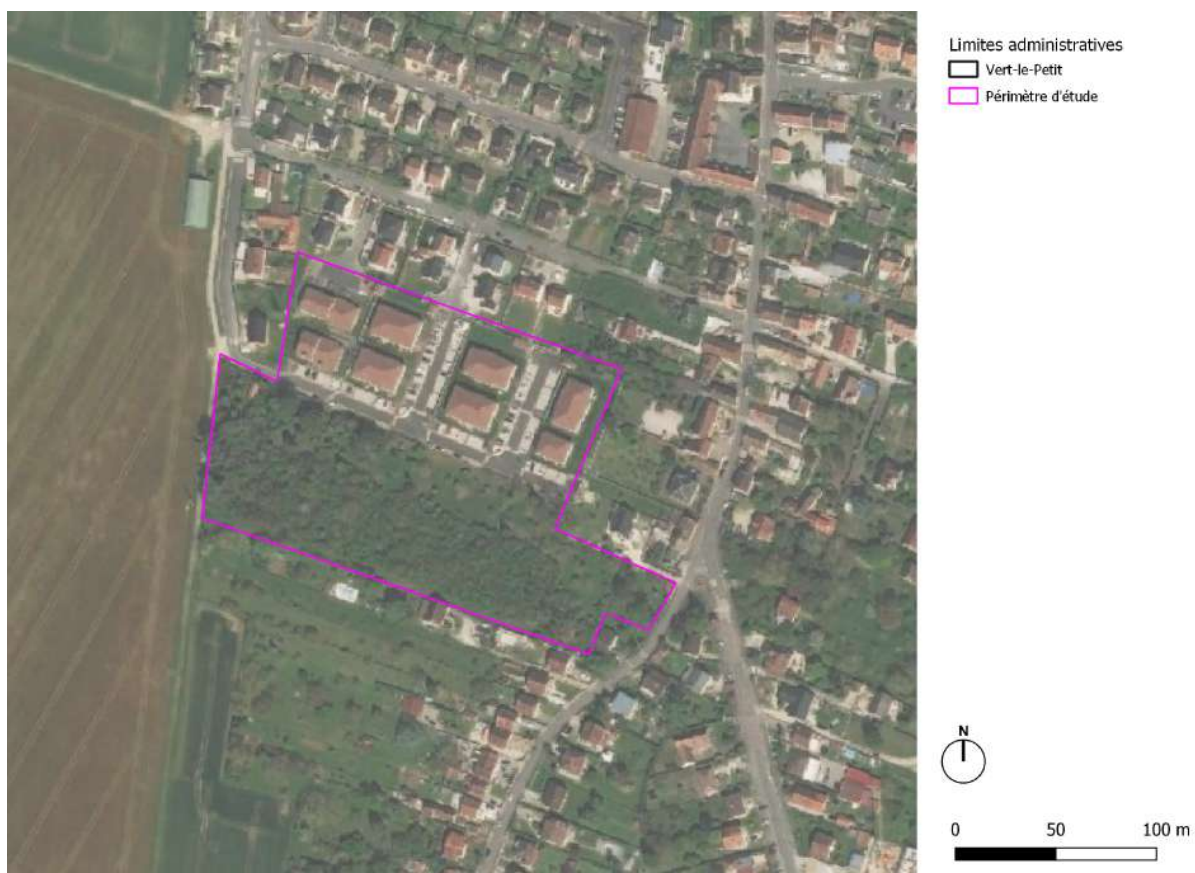 Limites administratives
Vert-le-Petit
Périmètre d'étude
N
0 50 100 m